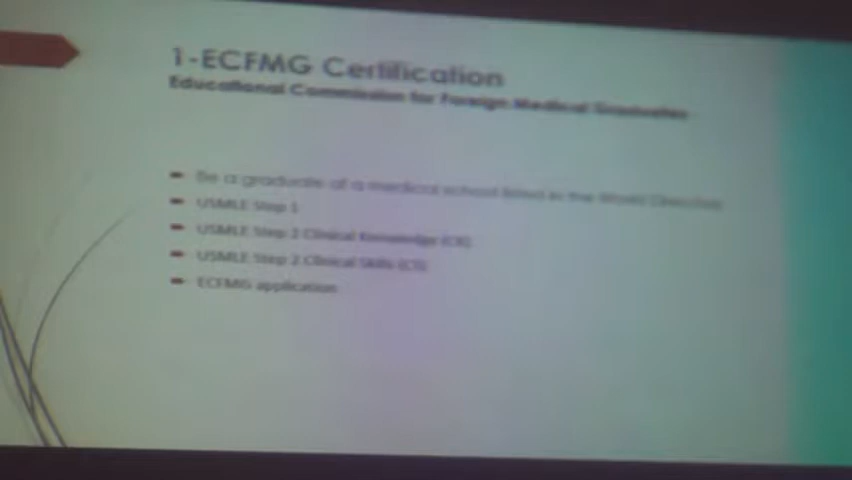 1-ECFMG Certification
Educational Commission for Foreign Medical Graduates
Be a graduate of a medical school listed in the World Directory
USMLE Step 1
USMLE Step 2 Clinical Knowledge (CK)
USMLE Step 2 Clinical Skills (CS)
ECFMG application